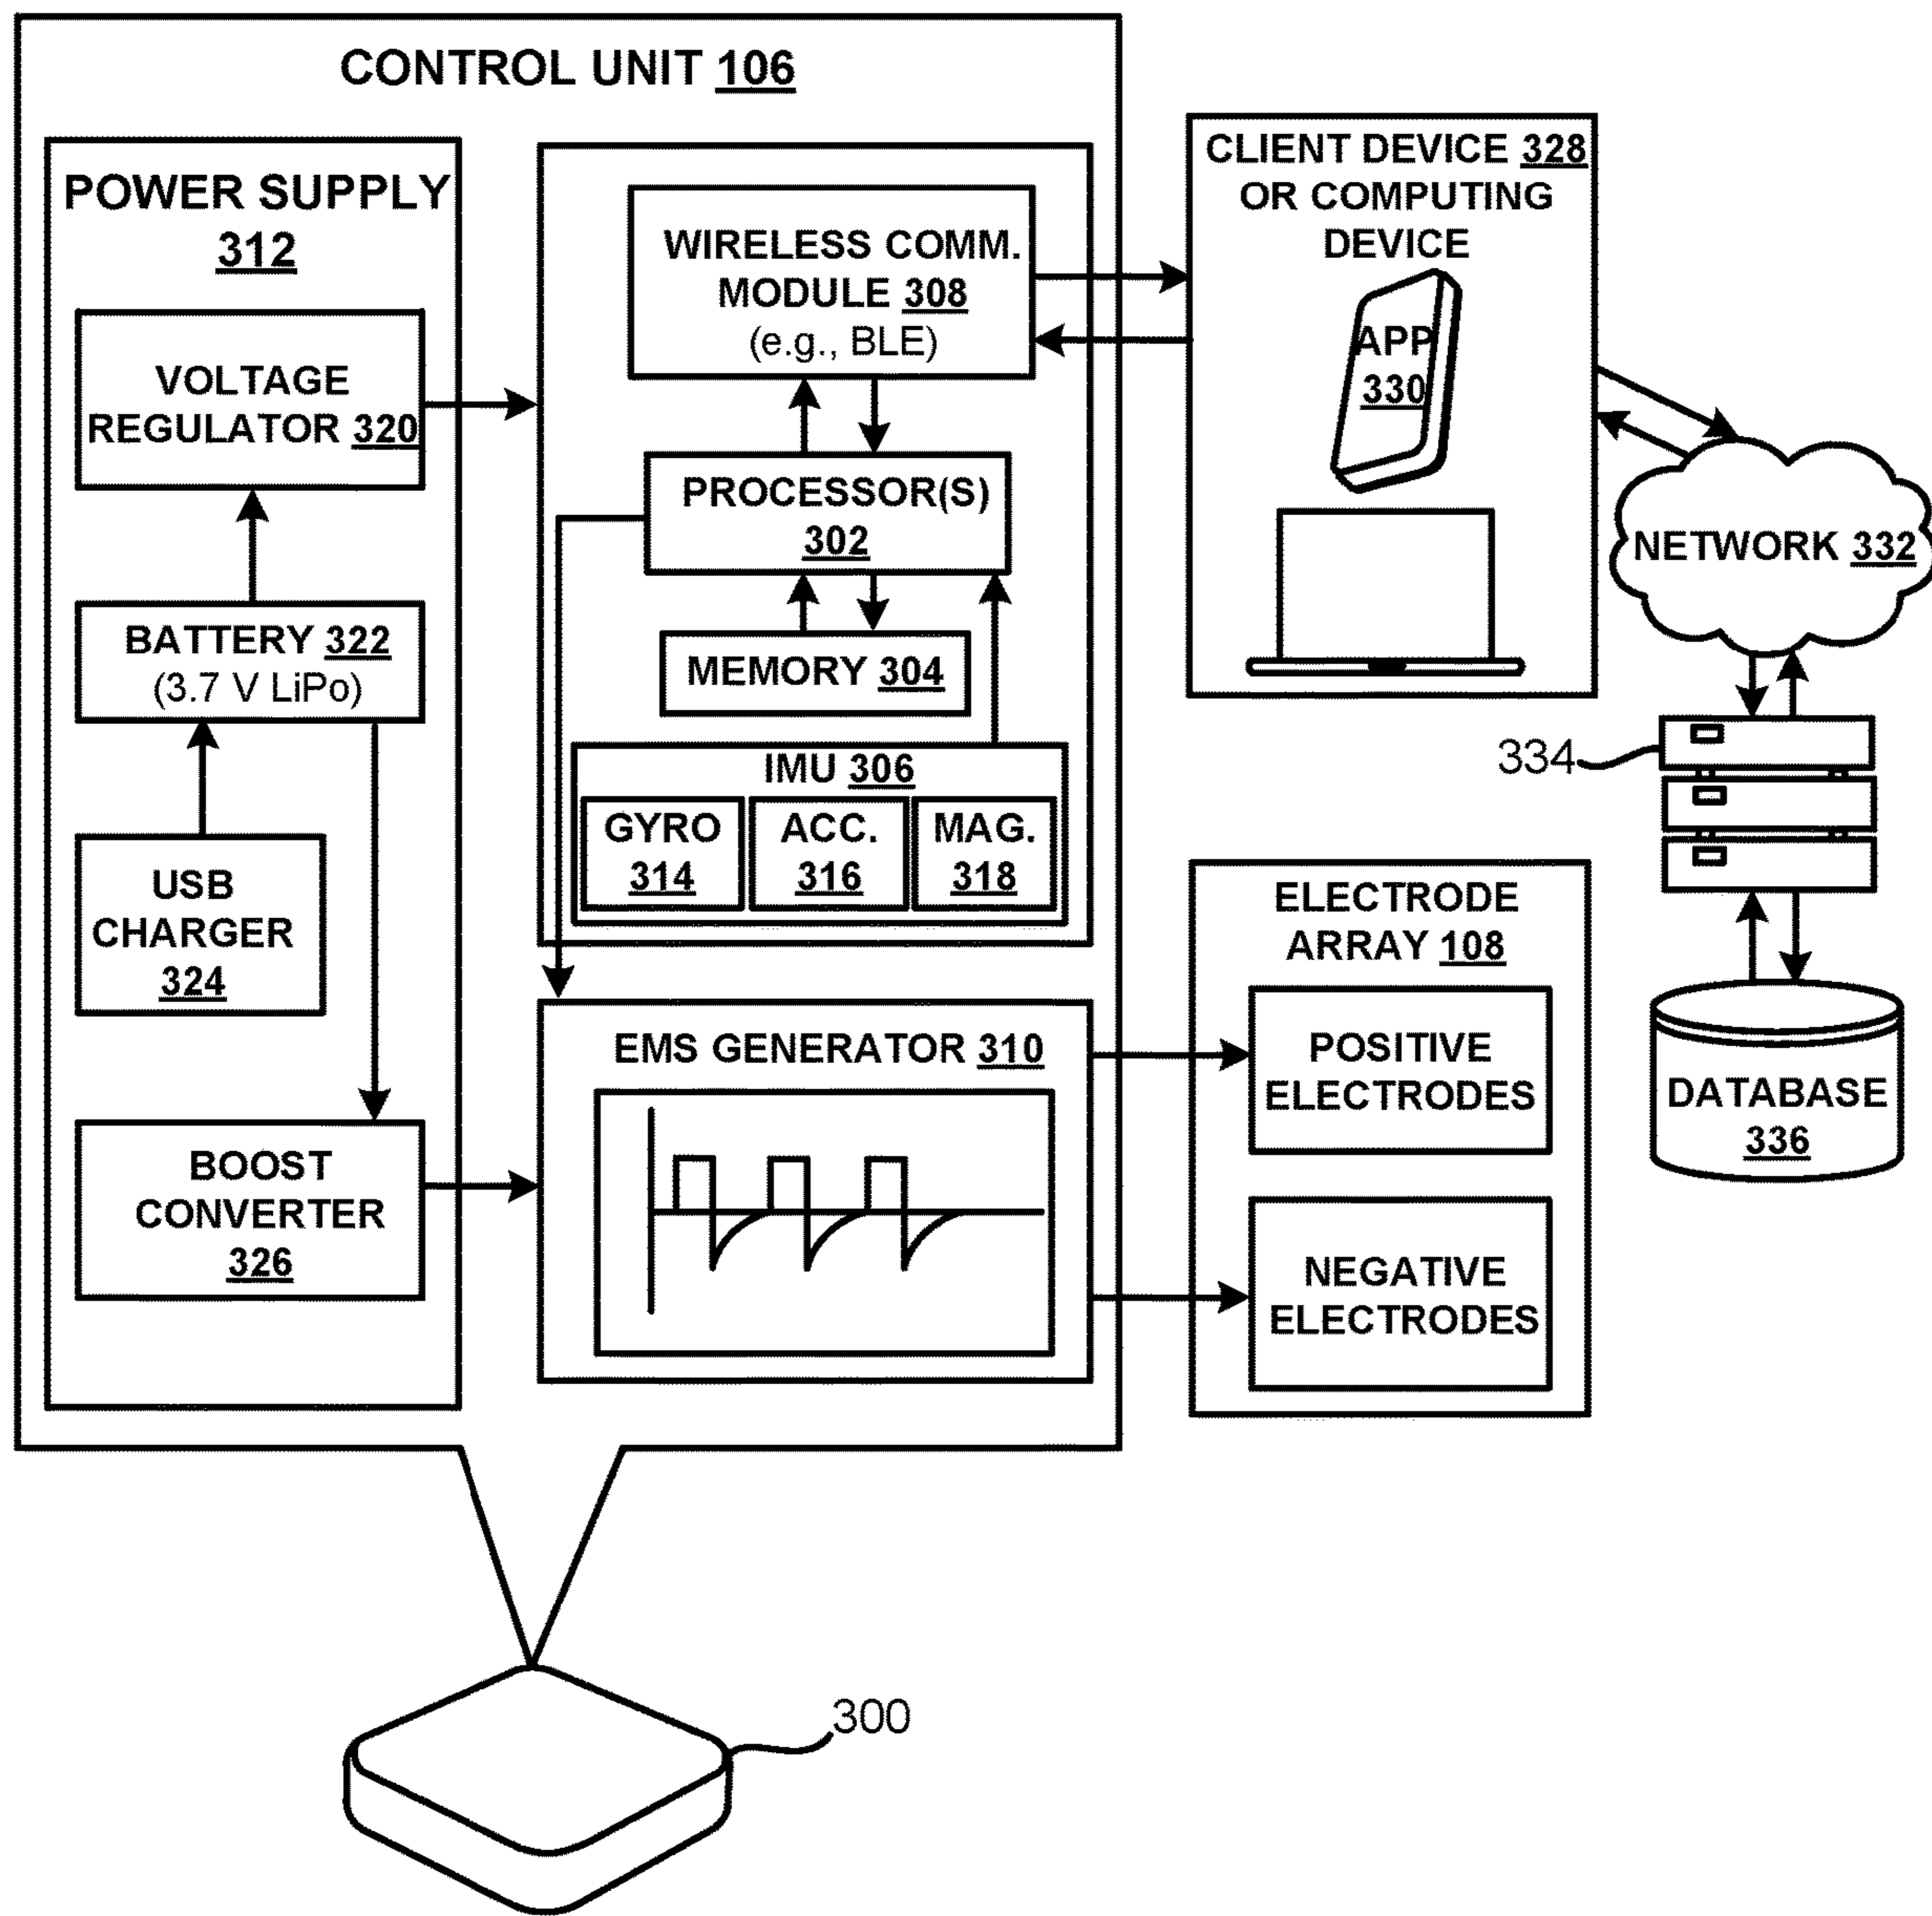 CONTROL UNIT 106
POWER SUPPLY
312
VOLTAGE
REGULATOR 320
BATTERY 322
(3.7 V LiPo)
USB
CHARGER
324
BOOST
CONVERTER
326
WIRELESS COMM.
MODULE 308
(e.g., BLE)
PROCESSOR(S)
302
MEMORY 304
IMU 306
GYRO
314
ACC.
316
MAG.
318
EMS GENERATOR 310
CLIENT DEVICE 328
OR COMPUTING
DEVICE
APP
330
NETWORK 332
334
DATABASE
336
ELECTRODE
ARRAY 108
POSITIVE
ELECTRODES
NEGATIVE
ELECTRODES
300